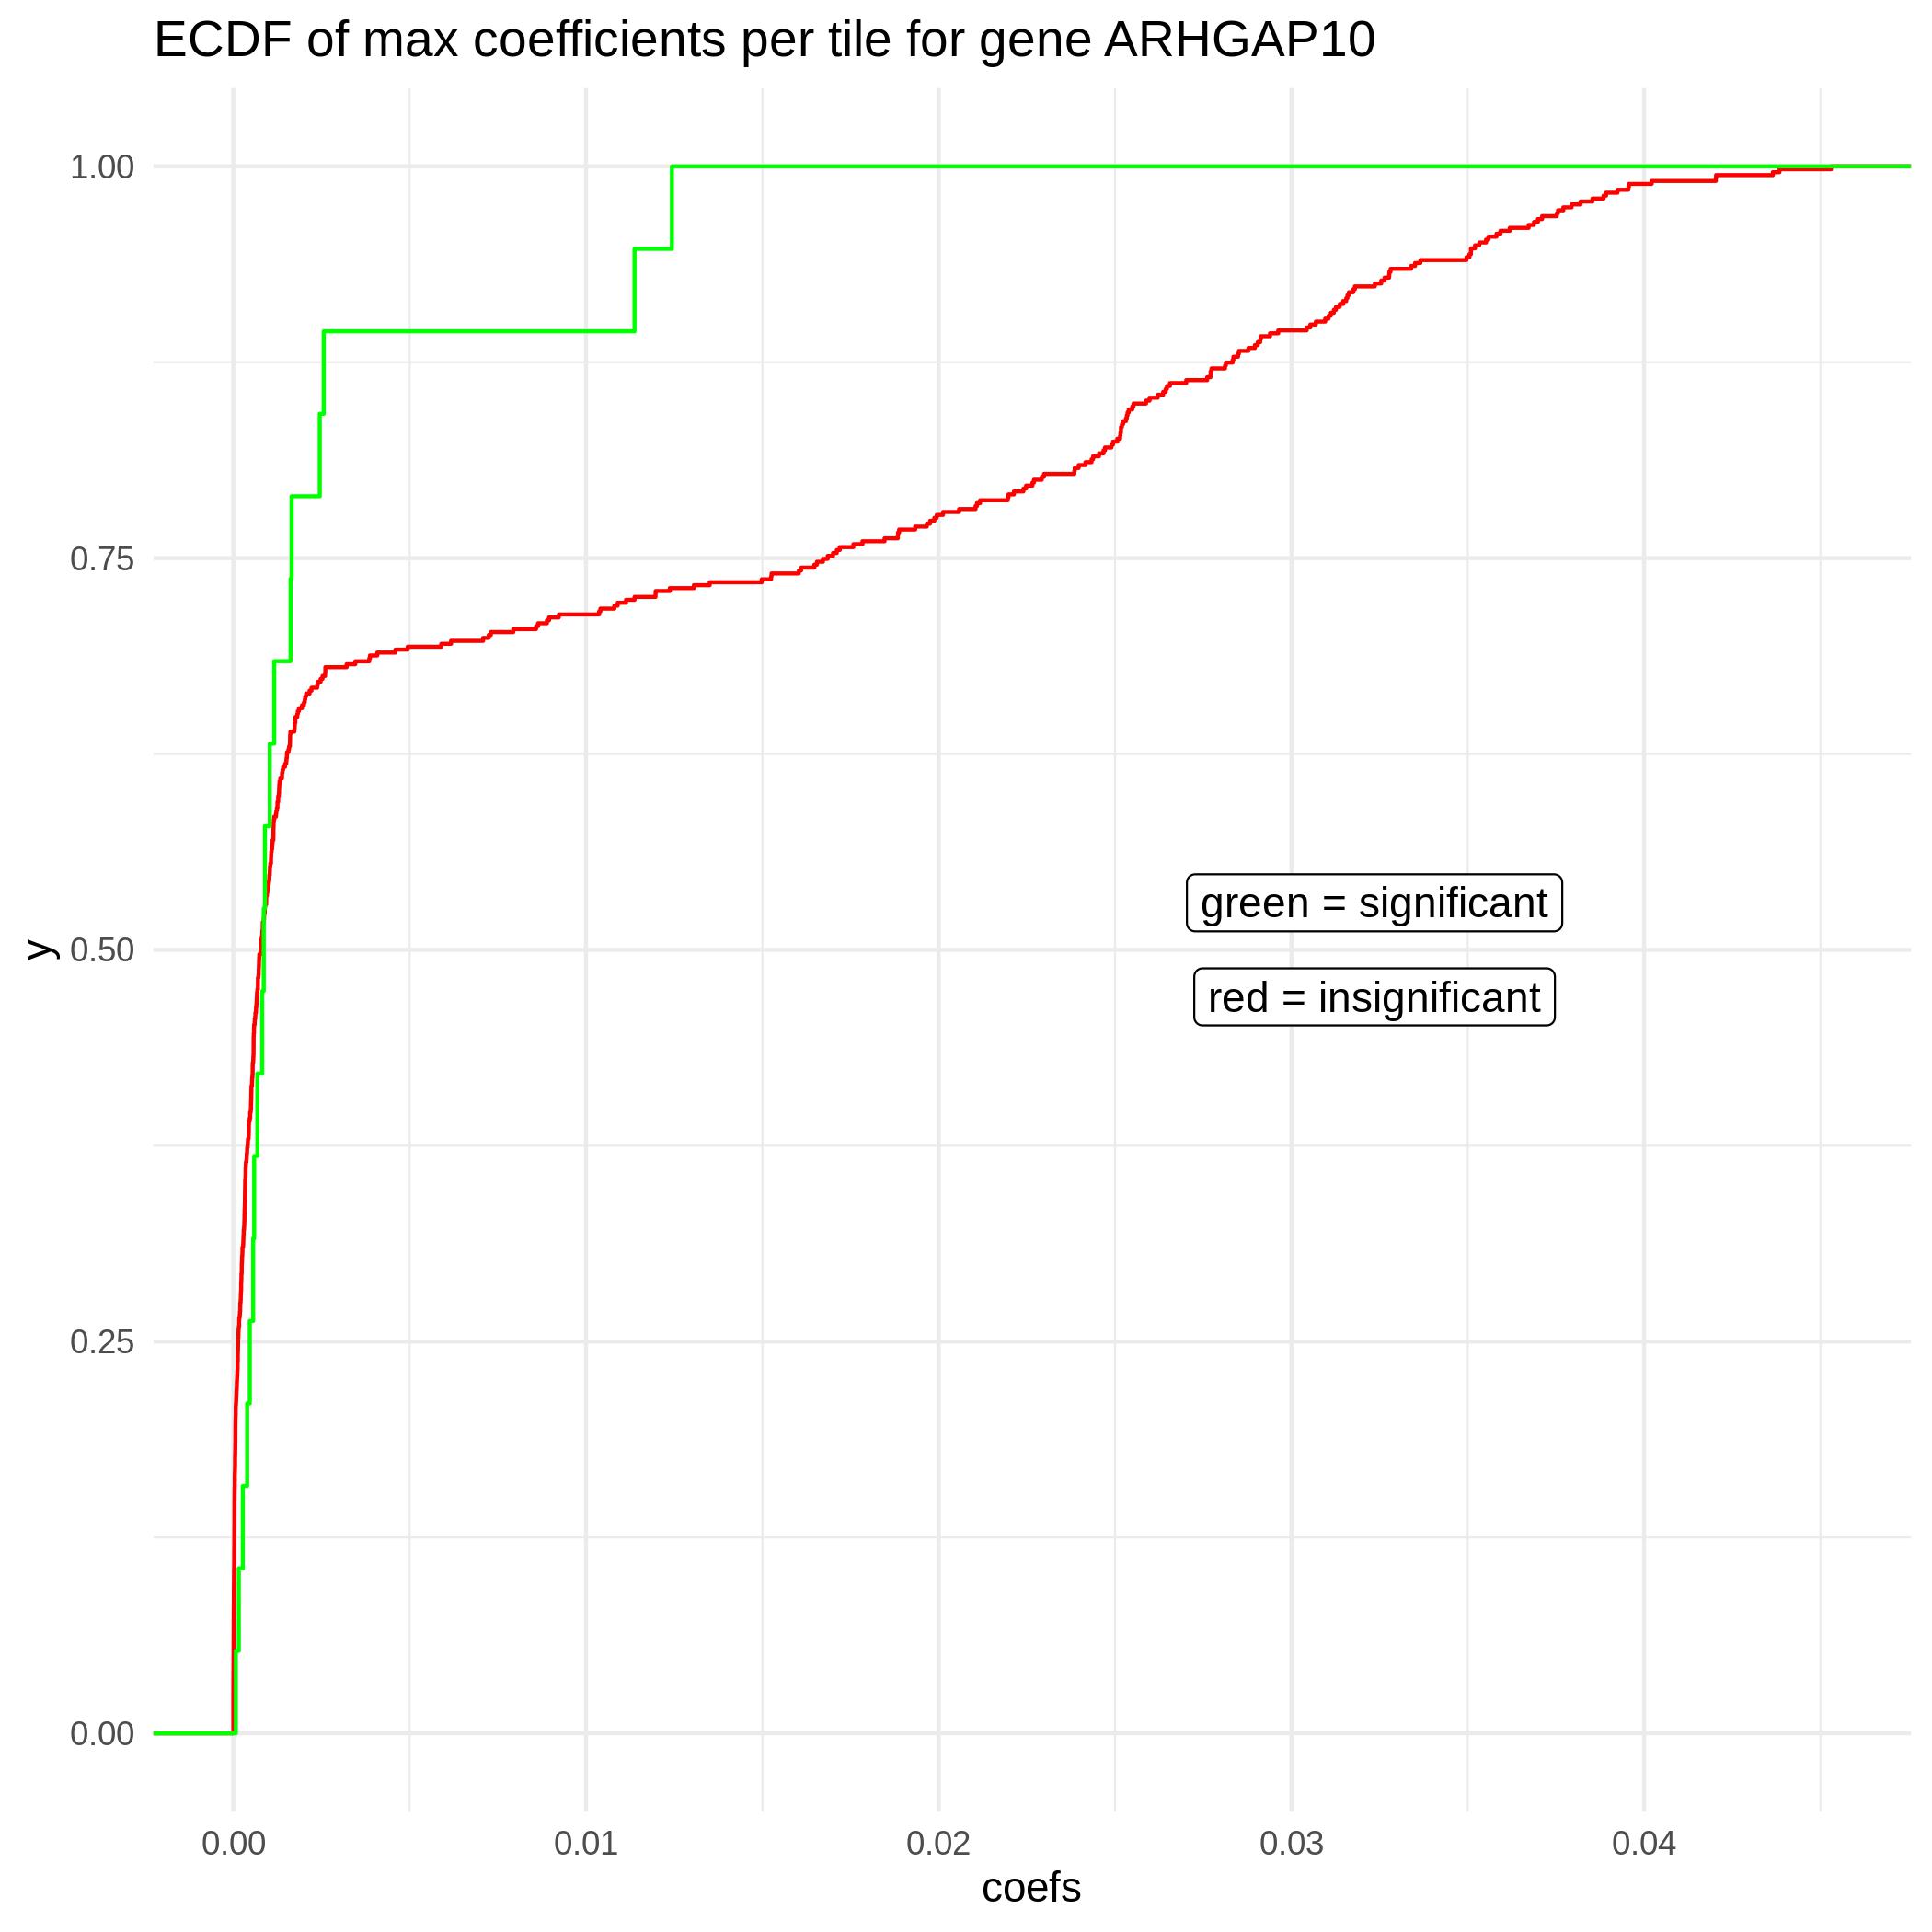 ECDF of max coefficients per tile for gene ARHGAP10
1.00
0.75
0.50
0.25
0.00
y
green = significant
red = insignificant
0.00 0.01 0.02 0.03 0.04
coefs